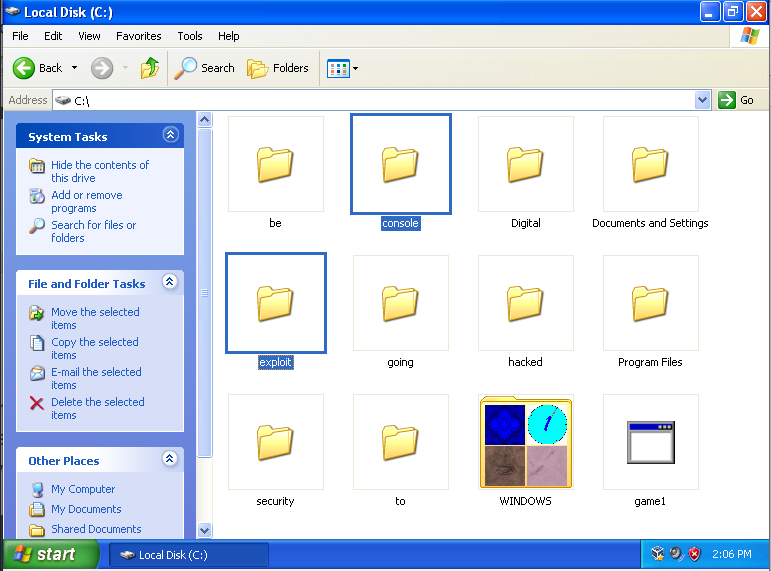 Local Disk (C:)
File Edit View Favorites Tools Help
Back Search Folders
Address C:\ Go
System Tasks
Hide the contents of
this drive
Add or remove
programs
Search for files or
folders
File and Folder Tasks
Move the selected
items
Copy the selected
items
E-mail the selected
items
Delete the selected
items
Other Places
My Computer
My Documents
Shared Documents
be console Digital Documents and Settings
exploit going hacked Program Files
security to WINDOWS game1
start Local Disk (C:) 2:06 PM